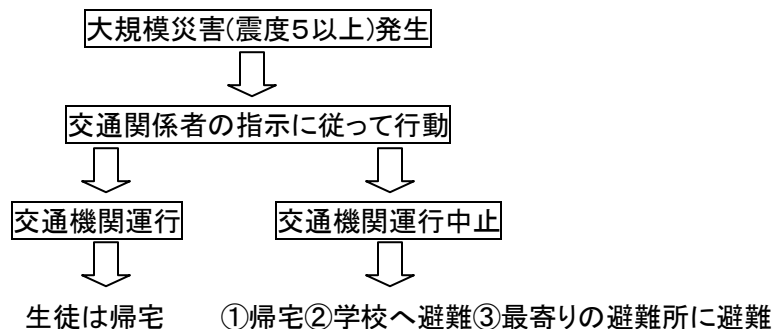 大規模災害(震度５以上)発生
交通関係者の指示に従って行動
交通機関運行
交通機関運行中止
生徒は帰宅
①帰宅②学校へ避難③最寄りの避難所に避難